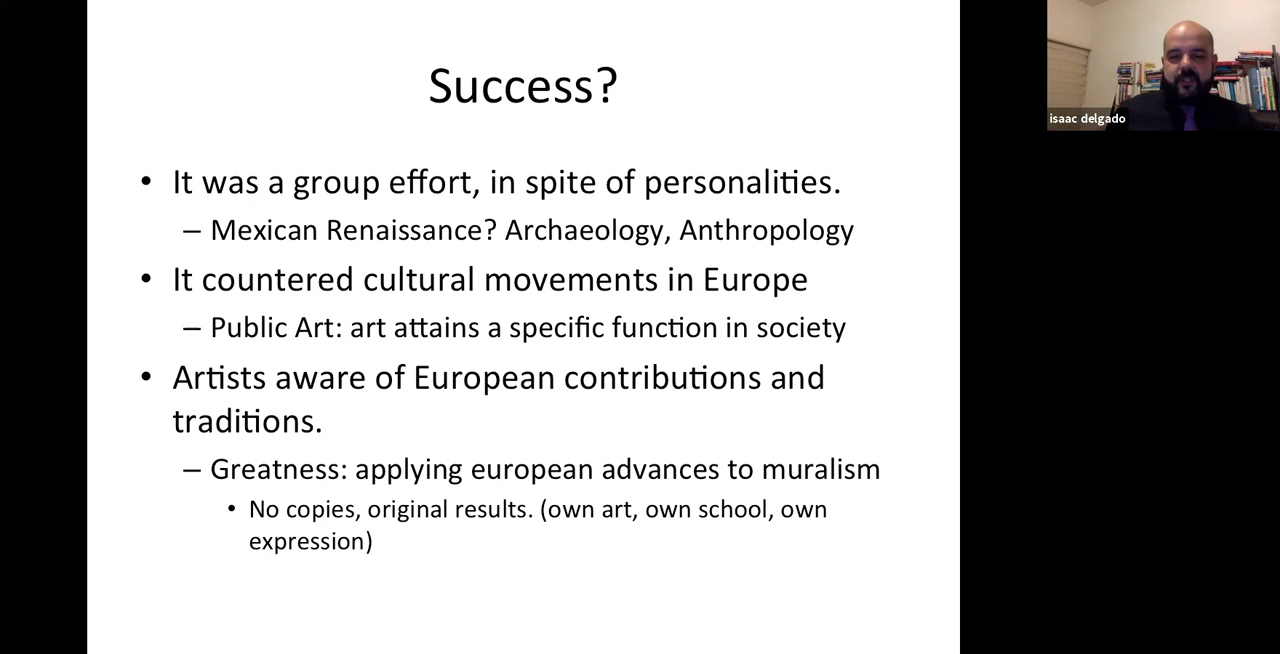 Success?
• It was a group effort, in spite of personalities.
– Mexican Renaissance? Archaeology, Anthropology
• It countered cultural movements in Europe
– Public Art: art attains a specific function in society
• Artists aware of European contributions and
traditions.
– Greatness: applying european advances to muralism
• No copies, original results. (own art, own school, own
expression)
isaac delgado